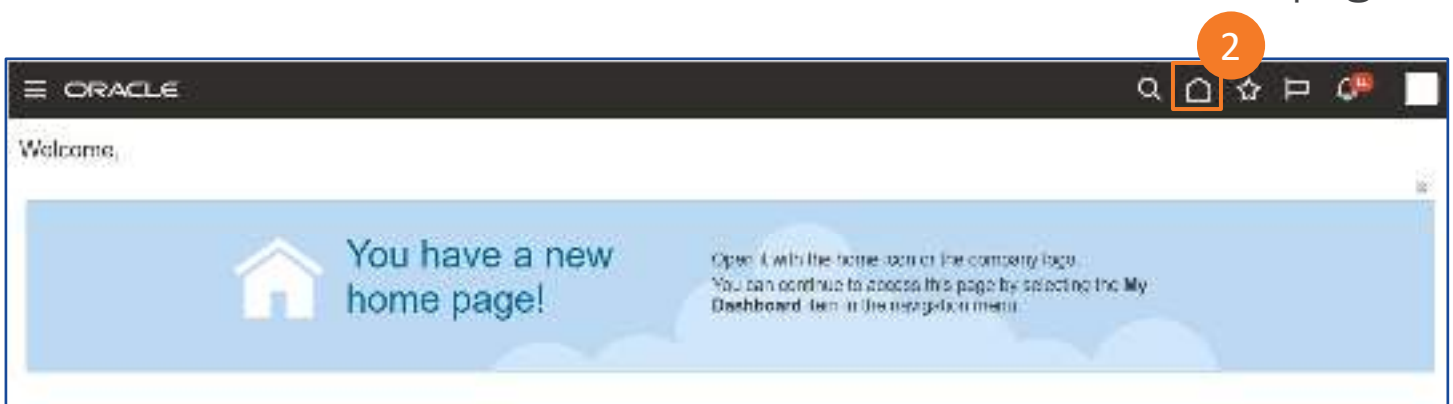 2
ORACLE
Welcome,
You have a new
home page!
Open it with the home icon or the company logo.
You can continue to access this page by selecting the My
Dashboard item in the navigation menu